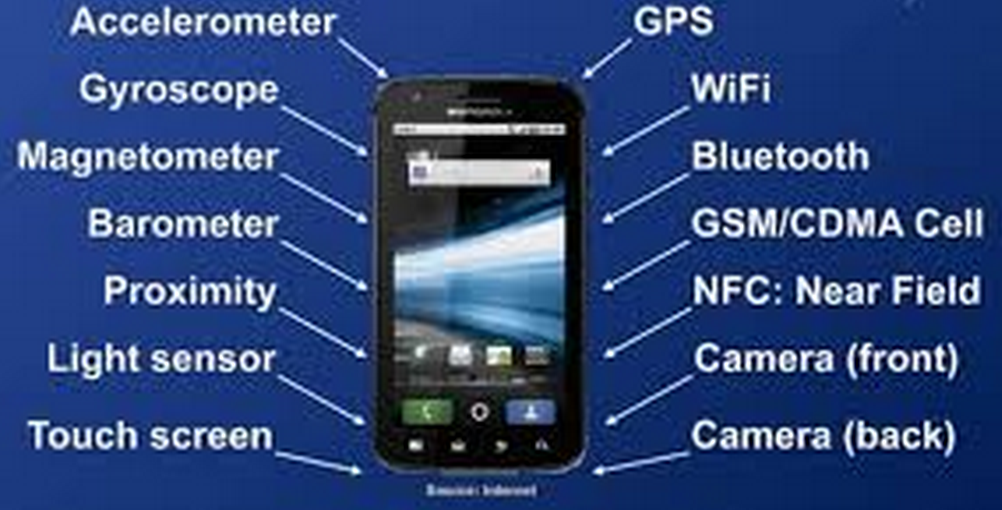 Accelerometer
Gyroscope
Magnetometer
Barometer
Proximity
Light sensor
Touch screen
GPS
WiFi
Bluetooth
GSM/CDMA Cell
NFC: Near Field
Camera (front)
Camera (back)
Source: Internet